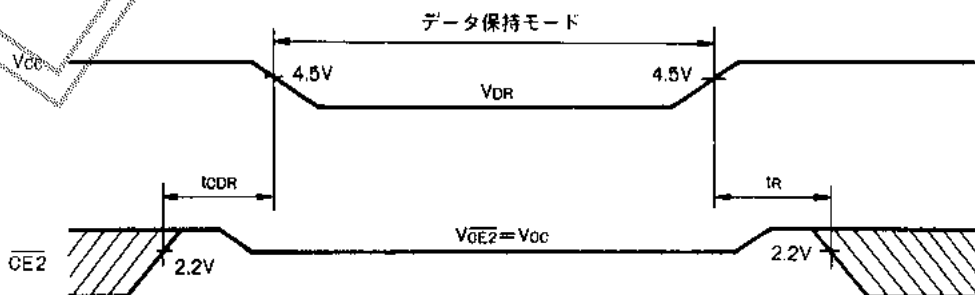 データ保持モード
Vcc
4.5V
4.5V
VDR
tCDR
tR
VCE2=Vcc
CE2
2.2V
2.2V